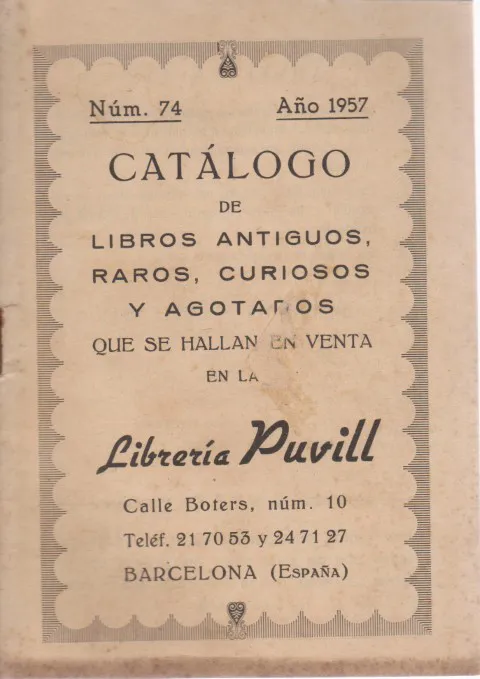 Núm. 74 Año 1957
CATÁLOGO
DE
LIBROS ANTIGUOS,
RAROS, CURIOSOS
Y AGOTADOS
QUE SE HALLAN EN VENTA
EN LA
Librería Puvill
Calle Boters, núm. 10
Teléf. 21 70 53 y 24 71 27
BARCELONA (ESPAÑA)